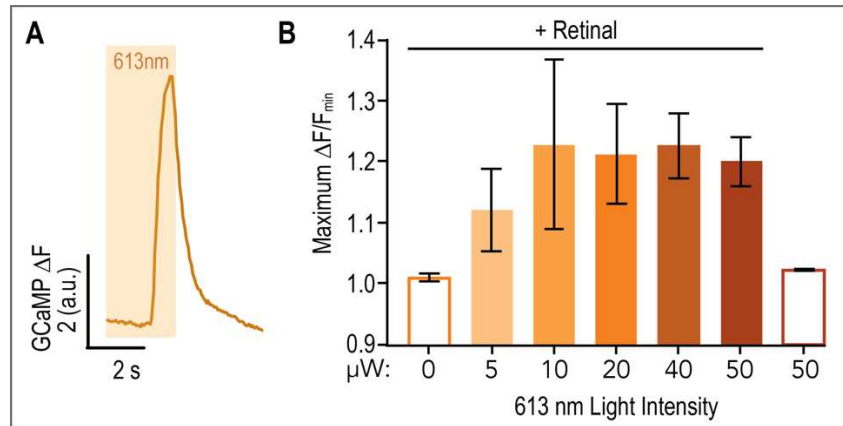 A
613nm
GCaMP ΔF
2 (a.u.)
2 s
B
+ Retinal
Maximum ΔF/Fmin
1.4
1.3
1.2
1.1
1.0
0.9
µW: 0 5 10 20 40 50 50
613 nm Light Intensity